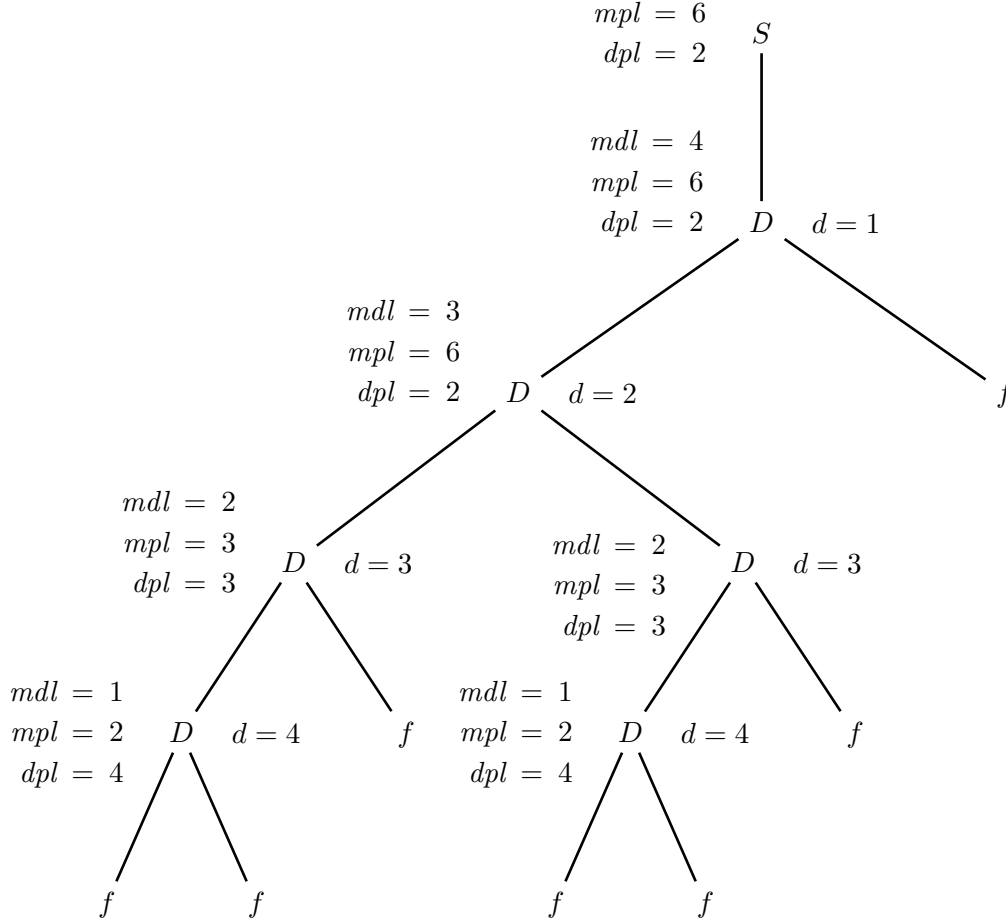 mpl = 6
S
dpl = 2
mdl = 4
mpl = 6
dpl = 2
D
d = 1
mdl = 3
mpl = 6
dpl = 2
D
d = 2
f
mdl = 2
mpl = 3
dpl = 3
D
d = 3
mdl = 2
mpl = 3
dpl = 3
D
d = 3
mdl = 1
mpl = 2
dpl = 4
D
d = 4
f
mdl = 1
mpl = 2
dpl = 4
D
d = 4
f
f
f
f
f